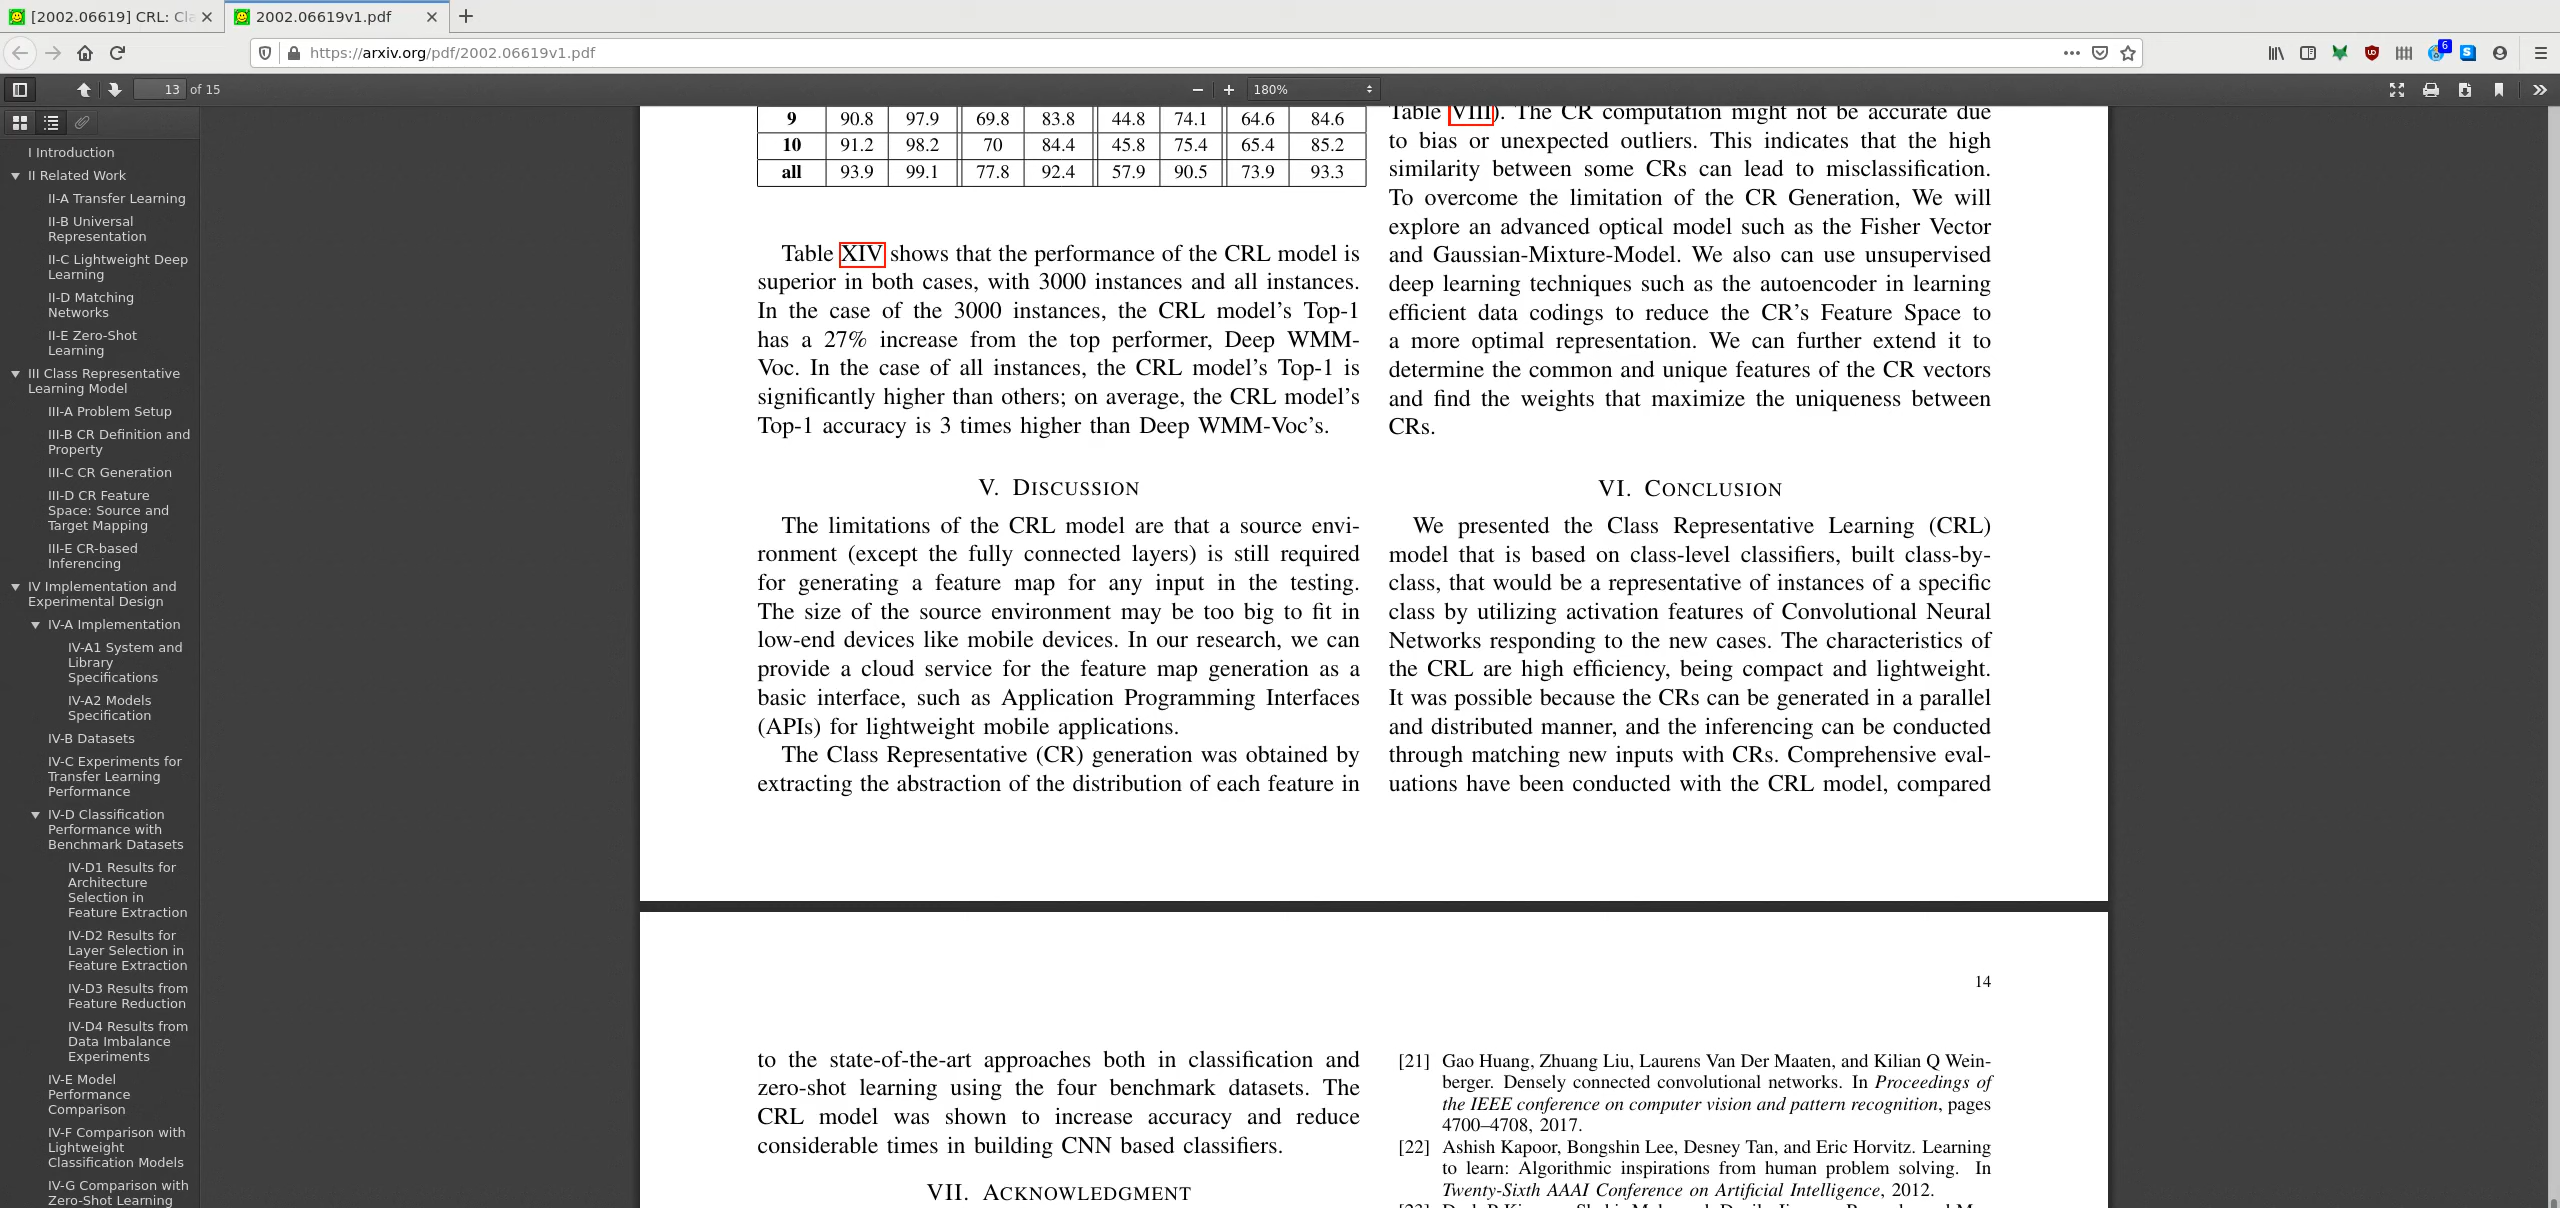 [2002.06619] CRL: Cla
2002.06619v1.pdf
https://arxiv.org/pdf/2002.06619v1.pdf
6
13 of 15
180%
I Introduction
II Related Work
II-A Transfer Learning
II-B Universal
Representation
II-C Lightweight Deep
Learning
II-D Matching
Networks
II-E Zero-Shot
Learning
III Class Representative
Learning Model
III-A Problem Setup
III-B CR Definition and
Property
III-C CR Generation
III-D CR Feature
Space: Source and
Target Mapping
III-E CR-based
Inferencing
IV Implementation and
Experimental Design
IV-A Implementation
IV-A1 System and
Library
Specifications
IV-A2 Models
Specification
IV-B Datasets
IV-C Experiments for
Transfer Learning
Performance
IV-D Classification
Performance with
Benchmark Datasets
IV-D1 Results for
Architecture
Selection in
Feature Extraction
IV-D2 Results for
Layer Selection in
Feature Extraction
IV-D3 Results from
Feature Reduction
IV-D4 Results from
Data Imbalance
Experiments
IV-E Model
Performance
Comparison
IV-F Comparison with
Lightweight
Classification Models
IV-G Comparison with
Zero-Shot Learning
9 90.8 97.9 69.8 83.8 44.8 74.1 64.6 84.6
10 91.2 98.2 70 84.4 45.8 75.4 65.4 85.2
all 93.9 99.1 77.8 92.4 57.9 90.5 73.9 93.3
Table XIV shows that the performance of the CRL model is
superior in both cases, with 3000 instances and all instances.
In the case of the 3000 instances, the CRL model's Top-1
has a 27% increase from the top performer, Deep WMM-
Voc. In the case of all instances, the CRL model's Top-1 is
significantly higher than others; on average, the CRL model's
Top-1 accuracy is 3 times higher than Deep WMM-Voc's.
V. DISCUSSION
The limitations of the CRL model are that a source envi-
ronment (except the fully connected layers) is still required
for generating a feature map for any input in the testing.
The size of the source environment may be too big to fit in
low-end devices like mobile devices. In our research, we can
provide a cloud service for the feature map generation as a
basic interface, such as Application Programming Interfaces
(APIs) for lightweight mobile applications.
The Class Representative (CR) generation was obtained by
extracting the abstraction of the distribution of each feature in
Table VIII). The CR computation might not be accurate due
to bias or unexpected outliers. This indicates that the high
similarity between some CRs can lead to misclassification.
To overcome the limitation of the CR Generation, We will
explore an advanced optical model such as the Fisher Vector
and Gaussian-Mixture-Model. We also can use unsupervised
deep learning techniques such as the autoencoder in learning
efficient data codings to reduce the CR's Feature Space to
a more optimal representation. We can further extend it to
determine the common and unique features of the CR vectors
and find the weights that maximize the uniqueness between
CRs.
VI. CONCLUSION
We presented the Class Representative Learning (CRL)
model that is based on class-level classifiers, built class-by-
class, that would be a representative of instances of a specific
class by utilizing activation features of Convolutional Neural
Networks responding to the new cases. The characteristics of
the CRL are high efficiency, being compact and lightweight.
It was possible because the CRs can be generated in a parallel
and distributed manner, and the inferencing can be conducted
through matching new inputs with CRs. Comprehensive eval-
uations have been conducted with the CRL model, compared
14
to the state-of-the-art approaches both in classification and
zero-shot learning using the four benchmark datasets. The
CRL model was shown to increase accuracy and reduce
considerable times in building CNN based classifiers.
VII. ACKNOWLEDGMENT
[21] Gao Huang, Zhuang Liu, Laurens Van Der Maaten, and Kilian Q Wein-
berger. Densely connected convolutional networks. In Proceedings of
the IEEE conference on computer vision and pattern recognition, pages
4700–4708, 2017.
[22] Ashish Kapoor, Bongshin Lee, Desney Tan, and Eric Horvitz. Learning
to learn: Algorithmic inspirations from human problem solving. In
Twenty-Sixth AAAI Conference on Artificial Intelligence, 2012.